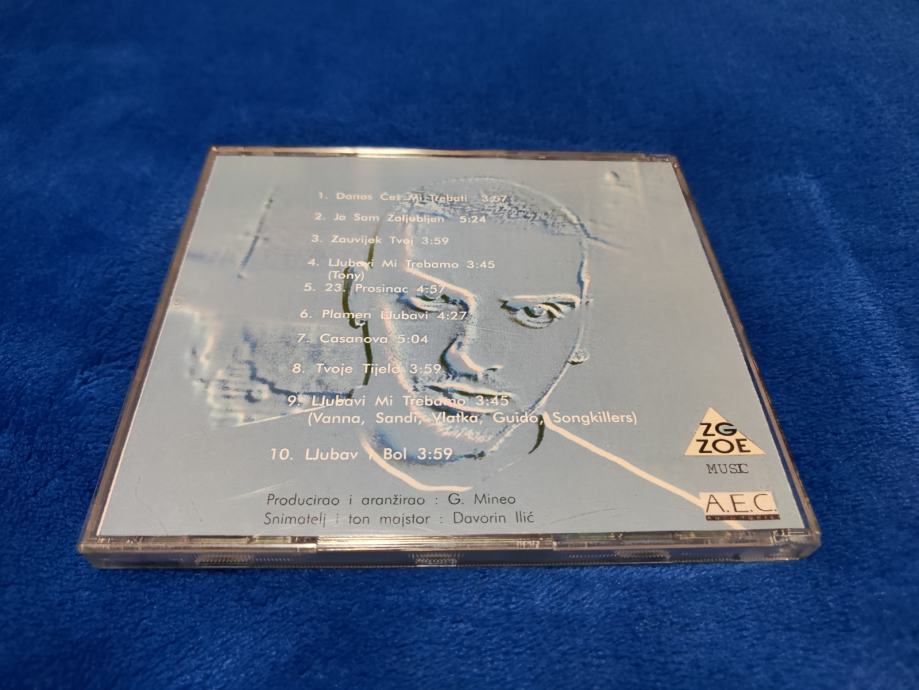 1. Danas Ćeš Mi Trebati 3:57
2. Ja Sam Zaljubljan 5:24
3. Zauvijek Tvoj 3:59
4. LJubavi Mi Trebamo 3:45
(Tony)
5. 23. Prosinac 4:57
6. Plamen LJubavi 4:27
7. Casanova 5:04
8. Tvoje Tijelo 3:59
9. LJubavi Mi Trebamo 3:45
(Vanna, Sandi, Vlatka, Guido, Songkillers)
10. LJubav I Bol 3:59
Producirao i aranžirao : G. Mineo
Snimatelj i ton majstor : Davorin Ilić
ZG
ZOE
MUSIC
A.E.C.